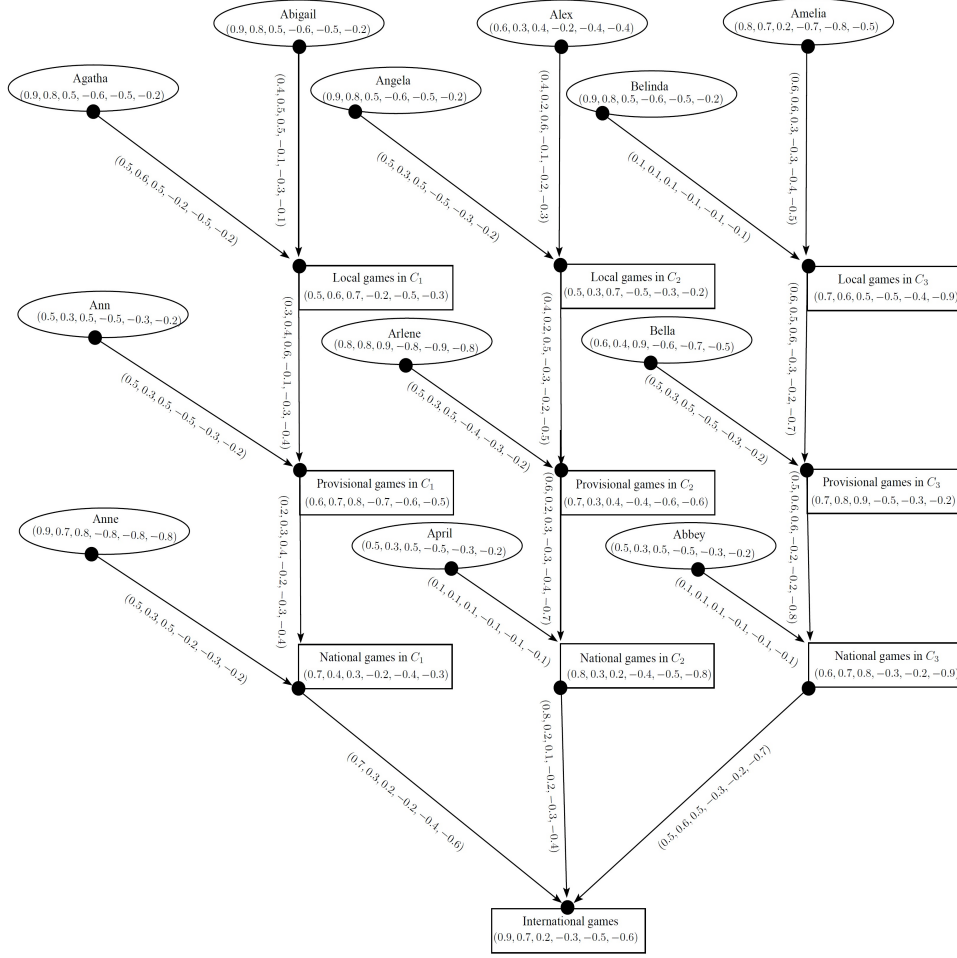 Abigail
(0.9, 0.8, 0.5, −0.6, −0.5, −0.2)
Alex
(0.6, 0.3, 0.4, −0.2, −0.4, −0.4)
Amelia
(0.8, 0.7, 0.2, −0.7, −0.8, −0.5)
Agatha
(0.9, 0.8, 0.5, −0.6, −0.5, −0.2)
Angela
(0.9, 0.8, 0.5, −0.6, −0.5, −0.2)
Belinda
(0.9, 0.8, 0.5, −0.6, −0.5, −0.2)
(0.4, 0.5, 0.5, −0.1, −0.3, −0.1)
(0.4, 0.2, 0.6, −0.1, −0.2, −0.3)
(0.6, 0.6, 0.3, −0.3, −0.4, −0.5)
(0.5, 0.6, 0.5, −0.2, −0.5, −0.2)
(0.5, 0.3, 0.5, −0.5, −0.3, −0.2)
(0.1, 0.1, 0.1, −0.1, −0.1, −0.1)
Local games in C₁
(0.5, 0.6, 0.7, −0.2, −0.5, −0.3)
Local games in C₂
(0.5, 0.3, 0.7, −0.5, −0.3, −0.2)
Local games in C₃
(0.7, 0.6, 0.5, −0.5, −0.4, −0.9)
Ann
(0.5, 0.3, 0.5, −0.5, −0.3, −0.2)
Arlene
(0.8, 0.8, 0.9, −0.8, −0.9, −0.8)
Bella
(0.6, 0.4, 0.9, −0.6, −0.7, −0.5)
(0.3, 0.4, 0.6, −0.1, −0.3, −0.4)
(0.4, 0.2, 0.5, −0.3, −0.2, −0.5)
(0.6, 0.5, 0.6, −0.3, −0.2, −0.7)
(0.5, 0.3, 0.5, −0.5, −0.3, −0.2)
(0.5, 0.3, 0.5, −0.4, −0.3, −0.2)
(0.5, 0.3, 0.5, −0.5, −0.3, −0.2)
Provisional games in C₁
(0.6, 0.7, 0.8, −0.7, −0.6, −0.5)
Provisional games in C₂
(0.7, 0.3, 0.4, −0.4, −0.6, −0.6)
Provisional games in C₃
(0.7, 0.8, 0.9, −0.5, −0.3, −0.2)
Anne
(0.9, 0.7, 0.8, −0.8, −0.8, −0.8)
April
(0.5, 0.3, 0.5, −0.5, −0.3, −0.2)
Abbey
(0.5, 0.3, 0.5, −0.5, −0.3, −0.2)
(0.2, 0.3, 0.4, −0.2, −0.3, −0.4)
(0.6, 0.2, 0.3, −0.3, −0.4, −0.7)
(0.5, 0.6, 0.6, −0.2, −0.2, −0.8)
(0.5, 0.3, 0.5, −0.2, −0.3, −0.2)
(0.1, 0.1, 0.1, −0.1, −0.1, −0.1)
(0.1, 0.1, 0.1, −0.1, −0.1, −0.1)
National games in C₁
(0.7, 0.4, 0.3, −0.2, −0.4, −0.3)
National games in C₂
(0.8, 0.3, 0.2, −0.4, −0.5, −0.8)
National games in C₃
(0.6, 0.7, 0.8, −0.3, −0.2, −0.9)
(0.7, 0.3, 0.2, −0.2, −0.4, −0.6)
(0.8, 0.2, 0.1, −0.2, −0.3, −0.4)
(0.5, 0.6, 0.5, −0.3, −0.2, −0.7)
International games
(0.9, 0.7, 0.2, −0.3, −0.5, −0.6)